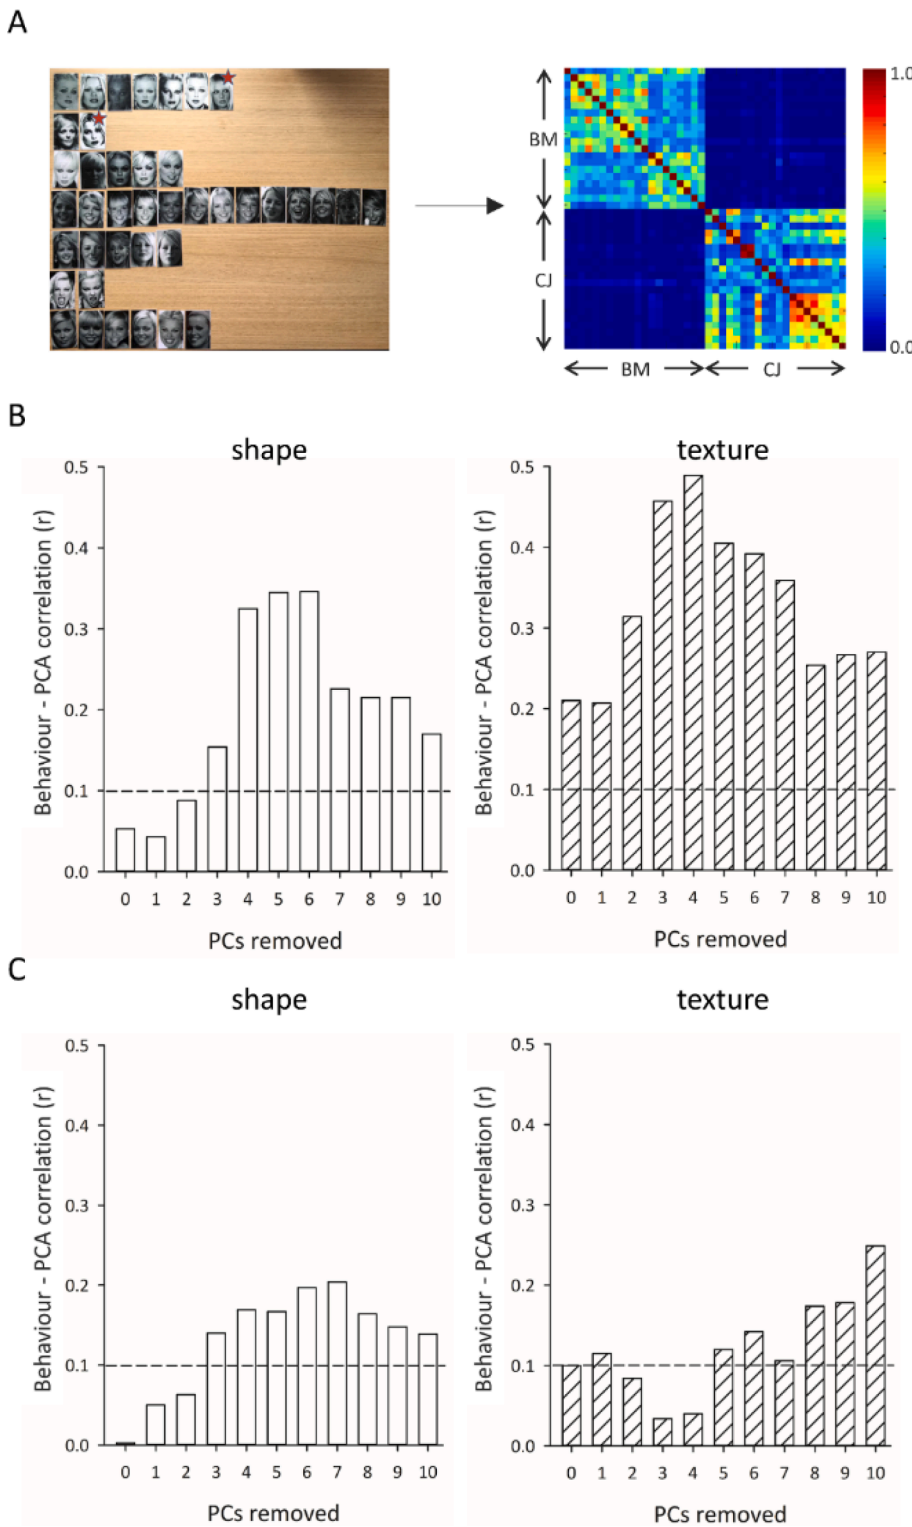 A
BM
CJ
BM
CJ
1.0
0.0
B
shape
Behaviour - PCA correlation (r)
0.5
0.4
0.3
0.2
0.1
0.0
0 1 2 3 4 5 6 7 8 9 10
PCs removed
texture
Behaviour - PCA correlation (r)
0.5
0.4
0.3
0.2
0.1
0.0
0 1 2 3 4 5 6 7 8 9 10
PCs removed
C
shape
Behaviour - PCA correlation (r)
0.5
0.4
0.3
0.2
0.1
0.0
0 1 2 3 4 5 6 7 8 9 10
PCs removed
texture
Behaviour - PCA correlation (r)
0.5
0.4
0.3
0.2
0.1
0.0
0 1 2 3 4 5 6 7 8 9 10
PCs removed